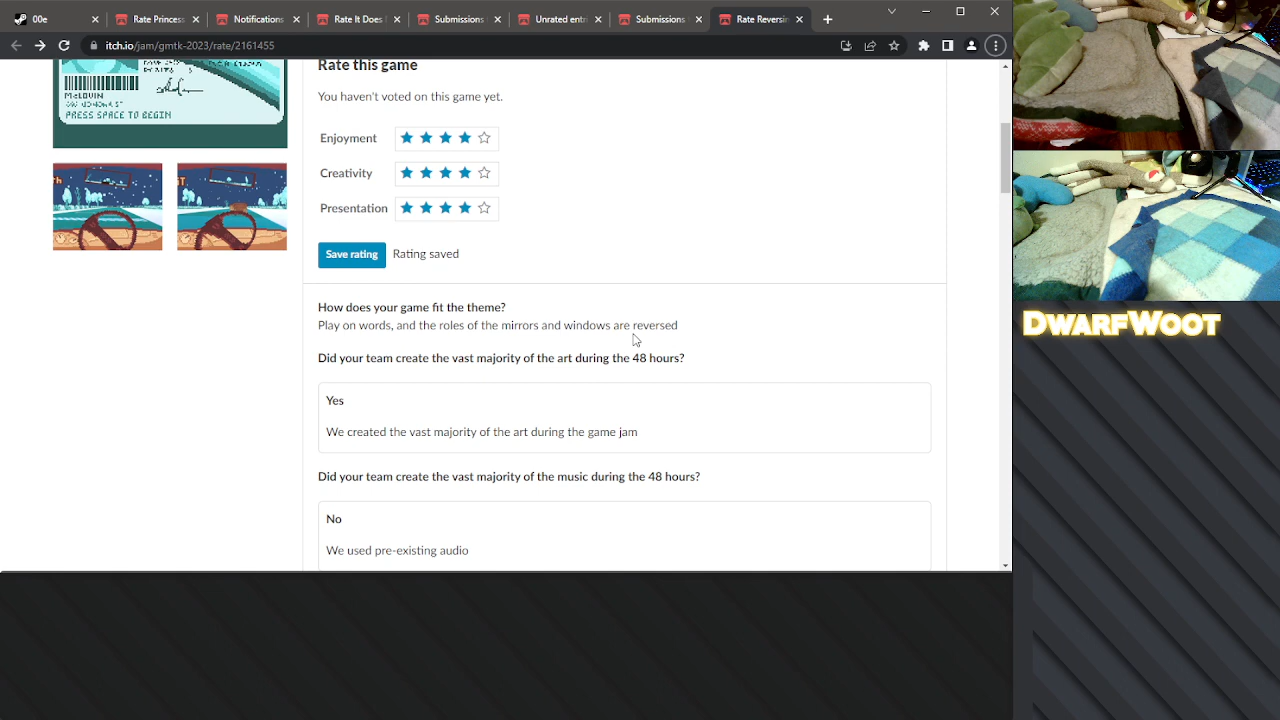 00e
Rate Princess
Notifications
Rate It Does
Submissions
Unrated entr
Submissions
Rate Reversin
itch.io/jam/gmtk-2023/rate/2161455
McLOVIN
PRESS SPACE TO BEGIN
Rate this game
You haven't voted on this game yet.
Enjoyment
Creativity
Presentation
Save rating
Rating saved
How does your game fit the theme?
Play on words, and the roles of the mirrors and windows are reversed
Did your team create the vast majority of the art during the 48 hours?
Yes
We created the vast majority of the art during the game jam
Did your team create the vast majority of the music during the 48 hours?
No
We used pre-existing audio
DwarfWoot